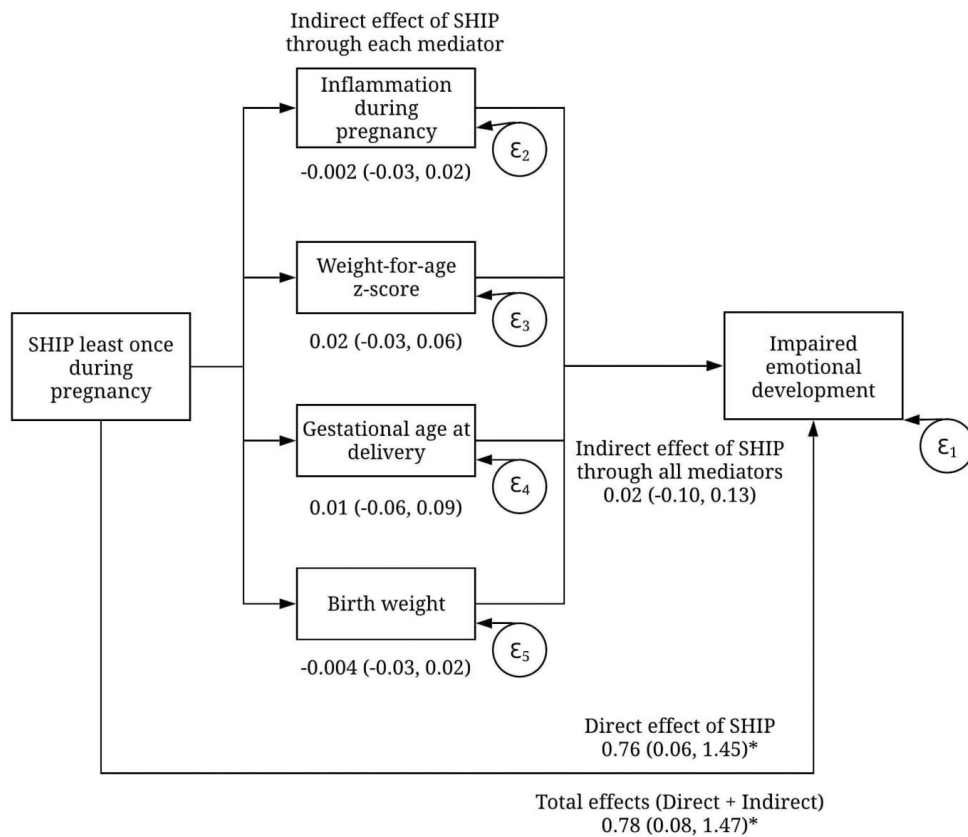 Indirect effect of SHIP
through each mediator
Inflammation
during
pregnancy
ε2
-0.002 (-0.03, 0.02)
Weight-for-age
z-score
ε3
0.02 (-0.03, 0.06)
SHIP least once
during
pregnancy
Impaired
emotional
development
ε1
Gestational age at
delivery
ε4
0.01 (-0.06, 0.09)
Indirect effect of SHIP
through all mediators
0.02 (-0.10, 0.13)
Birth weight
ε5
-0.004 (-0.03, 0.02)
Direct effect of SHIP
0.76 (0.06, 1.45)*
Total effects (Direct + Indirect)
0.78 (0.08, 1.47)*